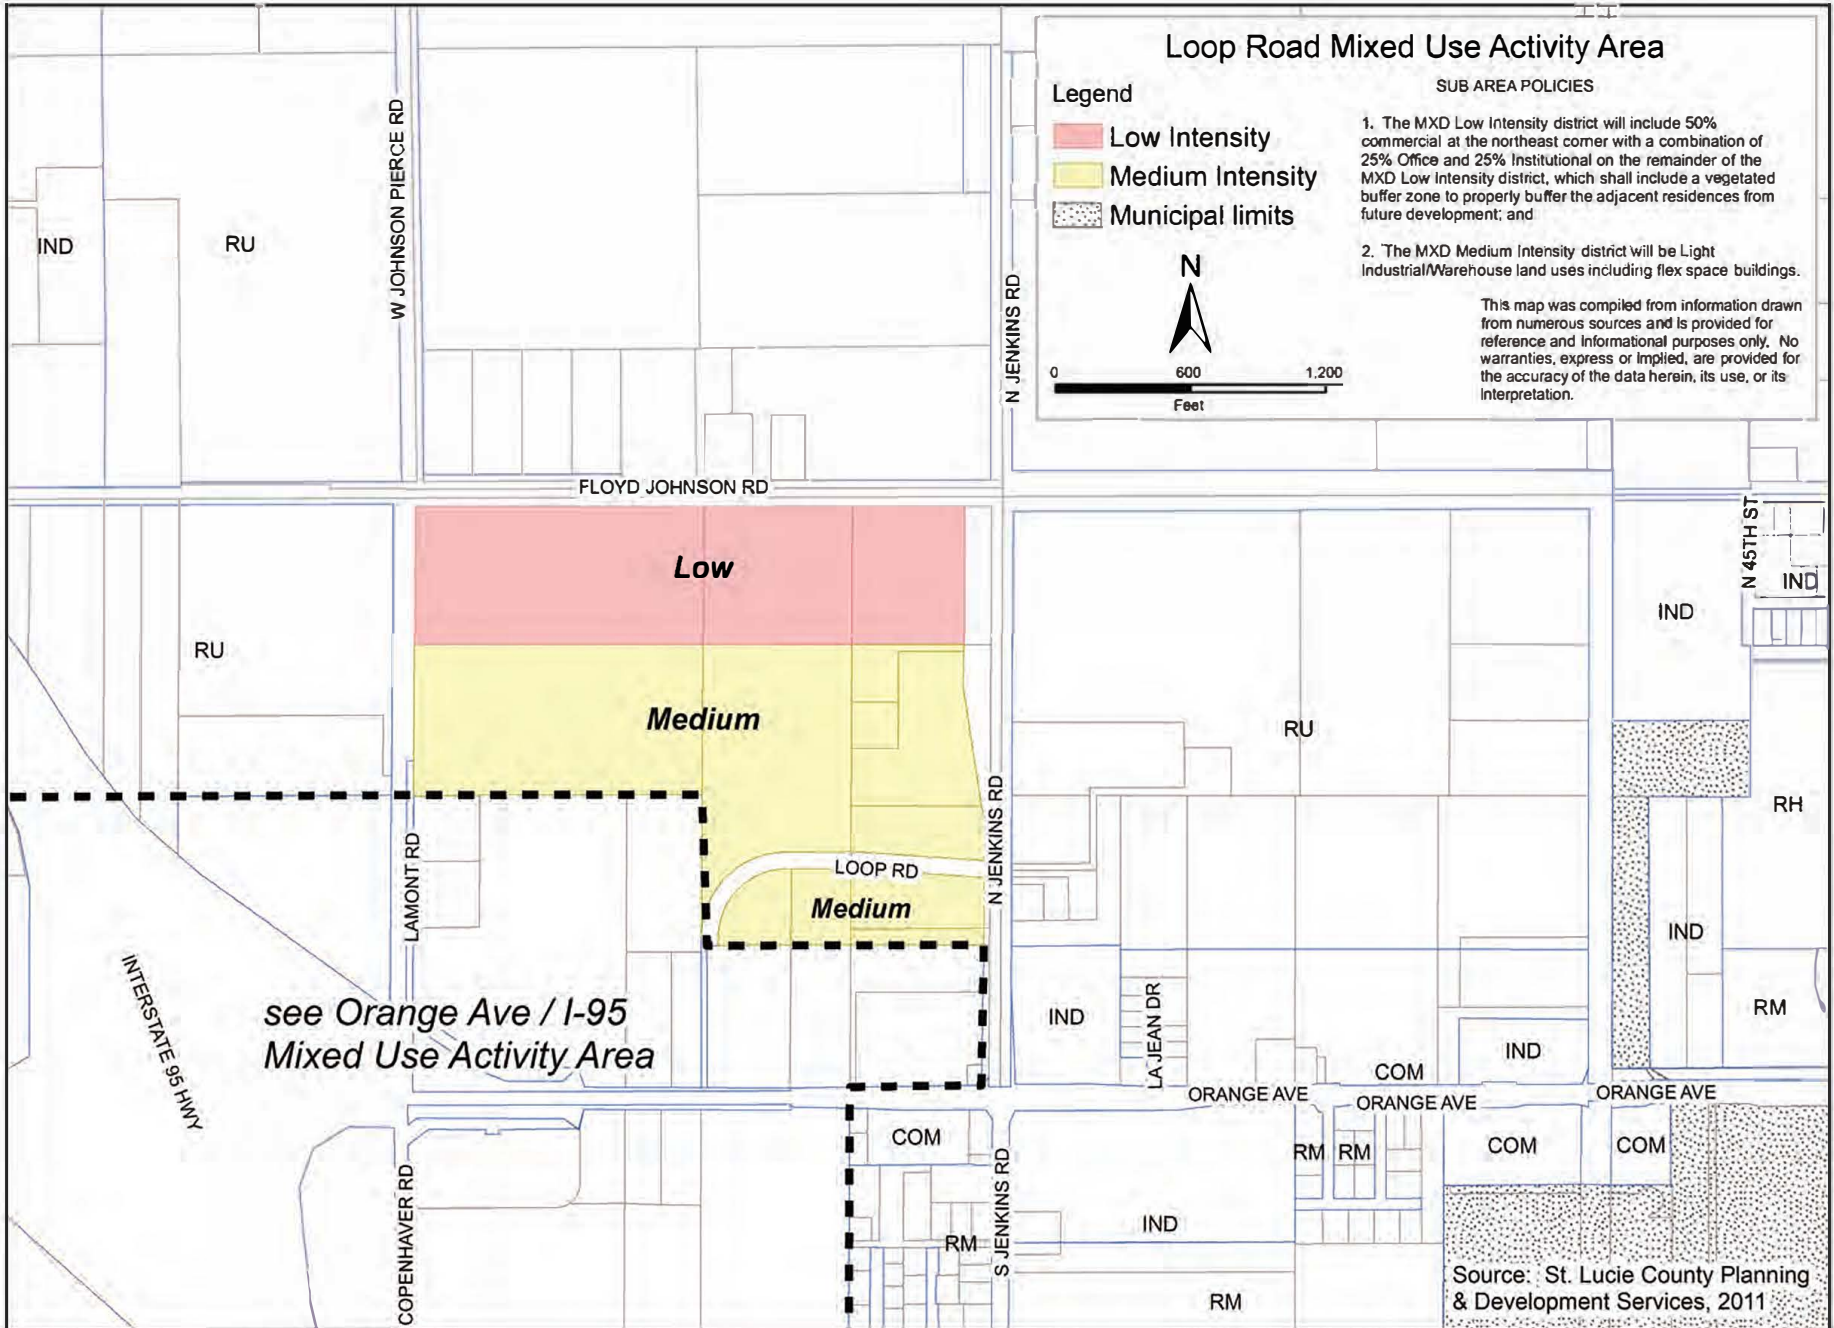 Loop Road Mixed Use Activity Area
SUB AREA POLICIES
Legend
Low Intensity
Medium Intensity
Municipal limits
1. The MXD Low Intensity district will include 50%
commercial at the northeast corner with a combination of
25% Office and 25% Institutional on the remainder of the
MXD Low Intensity district, which shall include a vegetated
buffer zone to properly buffer the adjacent residences from
future development; and
2. The MXD Medium Intensity district will be Light
Industrial/Warehouse land uses including flex space buildings.
This map was compiled from information drawn
from numerous sources and is provided for
reference and informational purposes only. No
warranties, express or implied, are provided for
the accuracy of the data herein, its use, or its
interpretation.
N
0 600 1,200
Feet
IND
RU
W JOHNSON PIERCE RD
N JENKINS RD
FLOYD JOHNSON RD
N 45TH ST
IND
IND
Low
RU
Medium
RU
RH
LAMONT RD
N JENKINS RD
LOOP RD
Medium
IND
INTERSTATE 95 HWY
see Orange Ave / I-95
Mixed Use Activity Area
IND
LA JEAN DR
COM
IND
RM
ORANGE AVE
ORANGE AVE
ORANGE AVE
COM
RM
RM
COM
COM
COPENHAVER RD
S JENKINS RD
RM
IND
RM
Source: St. Lucie County Planning
& Development Services, 2011